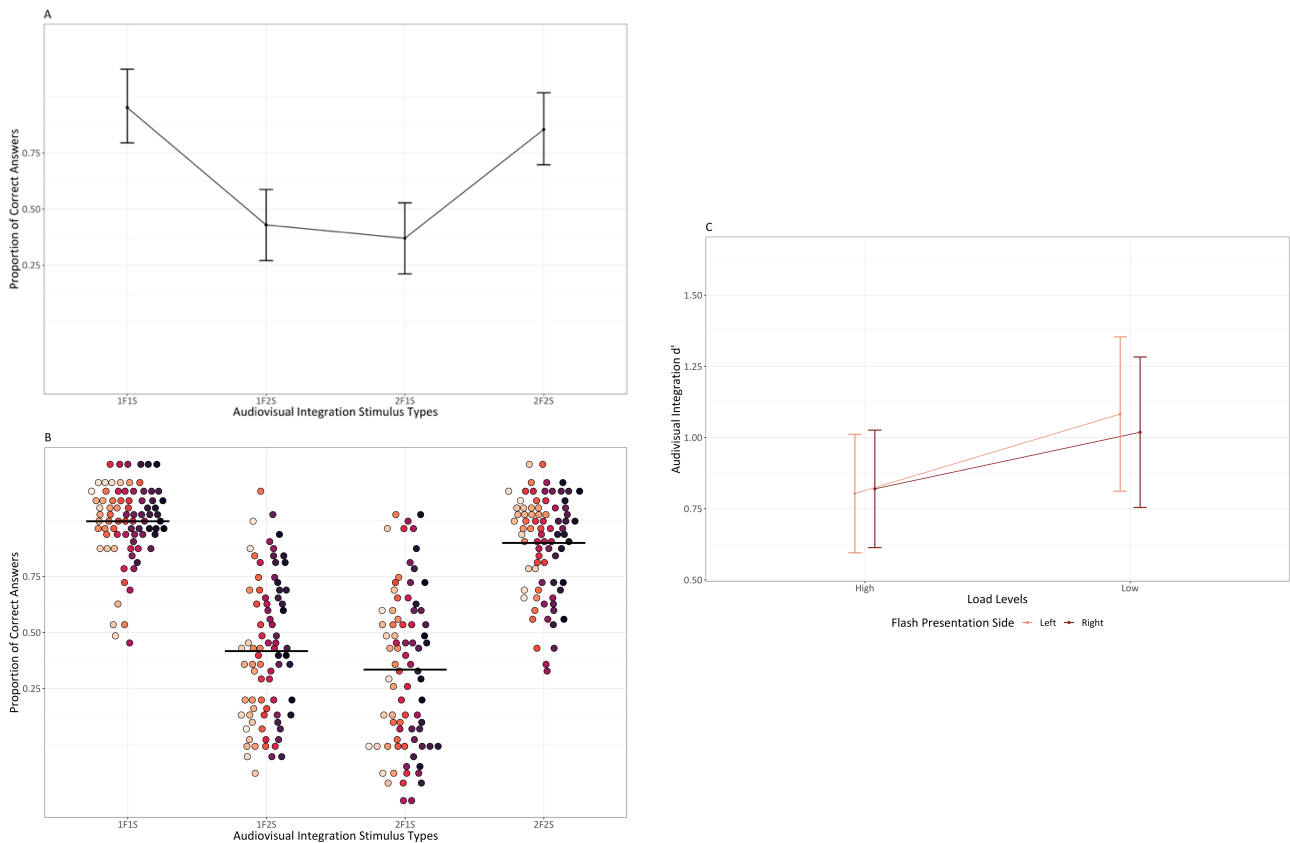 A
Proportion of Correct Answers
0.75
0.50
0.25
1F1S
1F2S
2F1S
2F2S
Audiovisual Integration Stimulus Types
B
Proportion of Correct Answers
0.75
0.50
0.25
1F1S
1F2S
2F1S
2F2S
Audiovisual Integration Stimulus Types
C
Audivisual Integration d'
1.50
1.25
1.00
0.75
0.50
High
Low
Load Levels
Flash Presentation Side Left Right